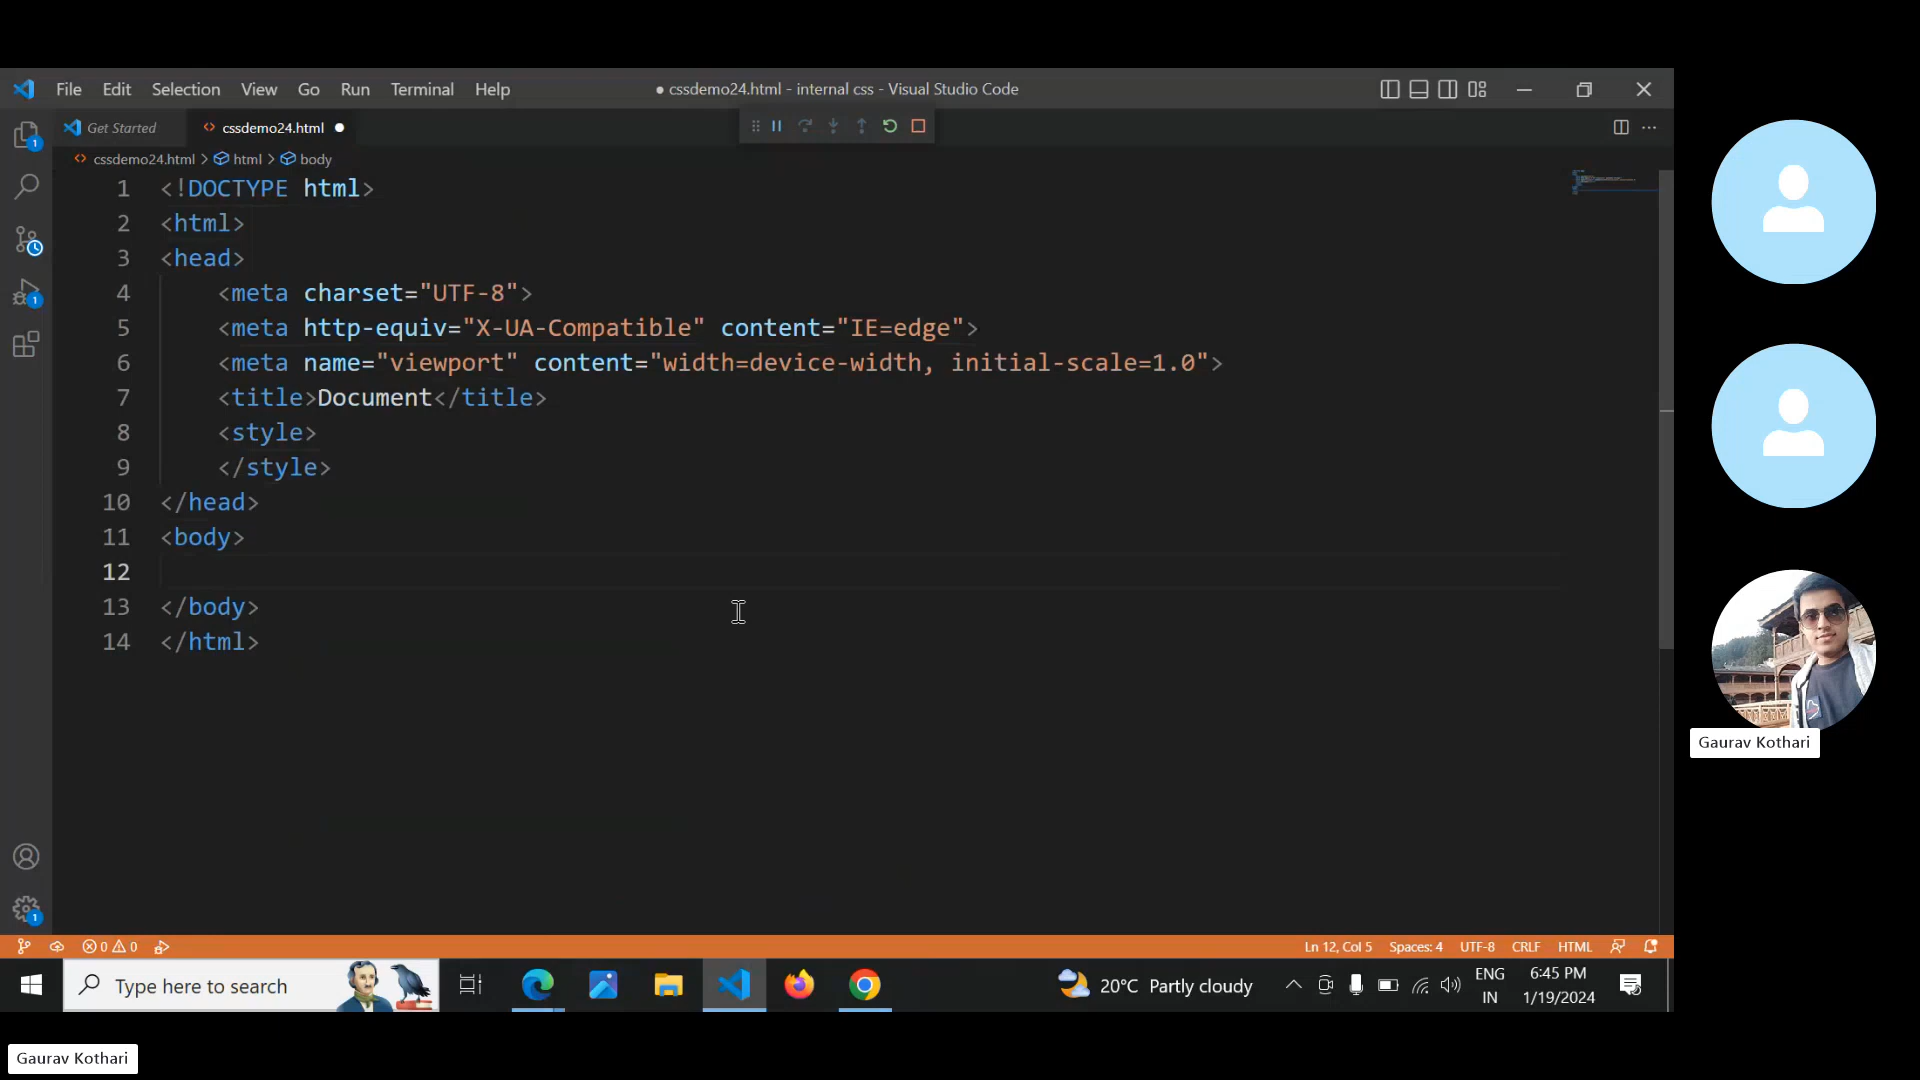 File Edit Selection View Go Run Terminal Help
● cssdemo24.html - internal css - Visual Studio Code
Get Started
cssdemo24.html ●
cssdemo24.html > html > body
1 <!DOCTYPE html>
2 <html>
3 <head>
4 <meta charset="UTF-8">
5 <meta http-equiv="X-UA-Compatible" content="IE=edge">
6 <meta name="viewport" content="width=device-width, initial-scale=1.0">
7 <title>Document</title>
8 <style>
9 </style>
10 </head>
11 <body>
12
13 </body>
14 </html>
1
1
1
Gaurav Kothari
0 0
Ln 12, Col 5 Spaces: 4 UTF-8 CRLF HTML
Type here to search
20°C Partly cloudy
ENG
IN
6:45 PM
1/19/2024
Gaurav Kothari